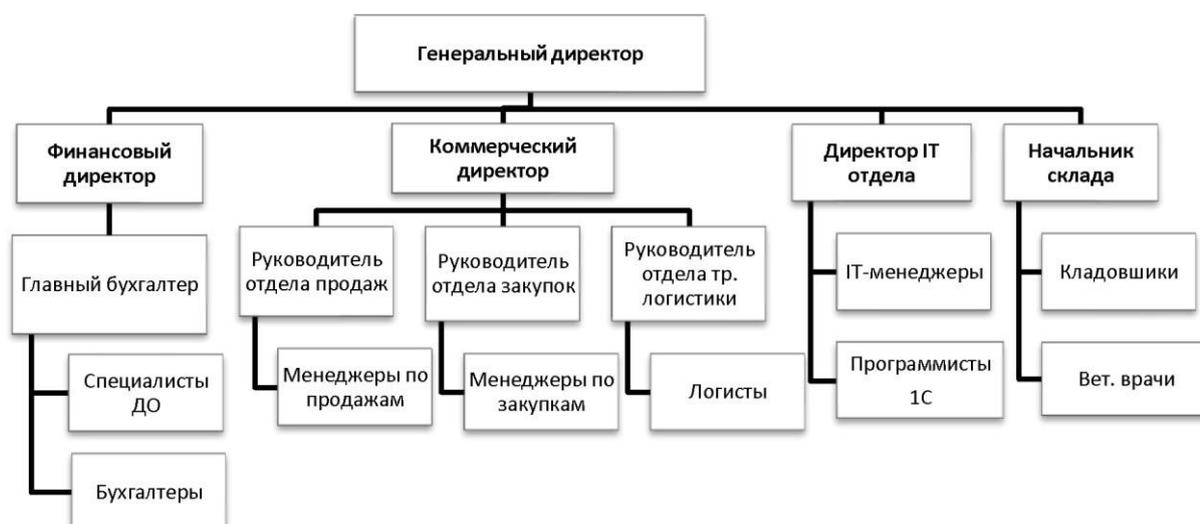 Генеральный директор
Финансовый
директор
Коммерческий
директор
Директор IT
отдела
Начальник
склада
Главный бухгалтер
Руководитель
отдела продаж
Руководитель
отдела закупок
Руководитель
отдела тр.
логистики
IT-менеджеры
Кладовшики
Специалисты
ДО
Менеджеры по
продажам
Менеджеры по
закупкам
Логисты
Программисты
1С
Вет. врачи
Бухгалтеры